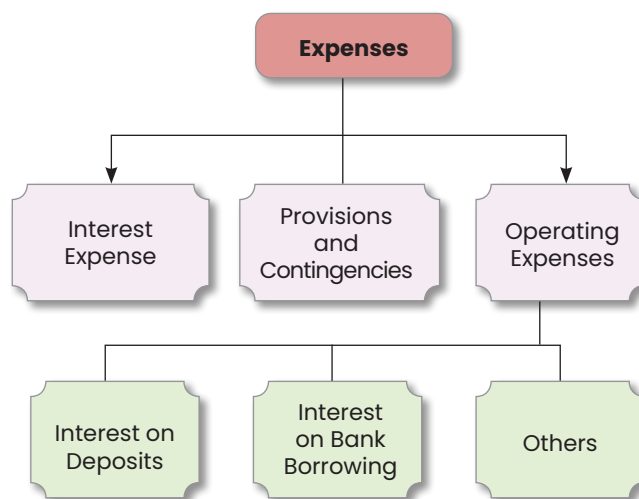 Expenses
Interest
Expense
Provisions
and
Contingencies
Operating
Expenses
Interest on
Deposits
Interest
on Bank
Borrowing
Others